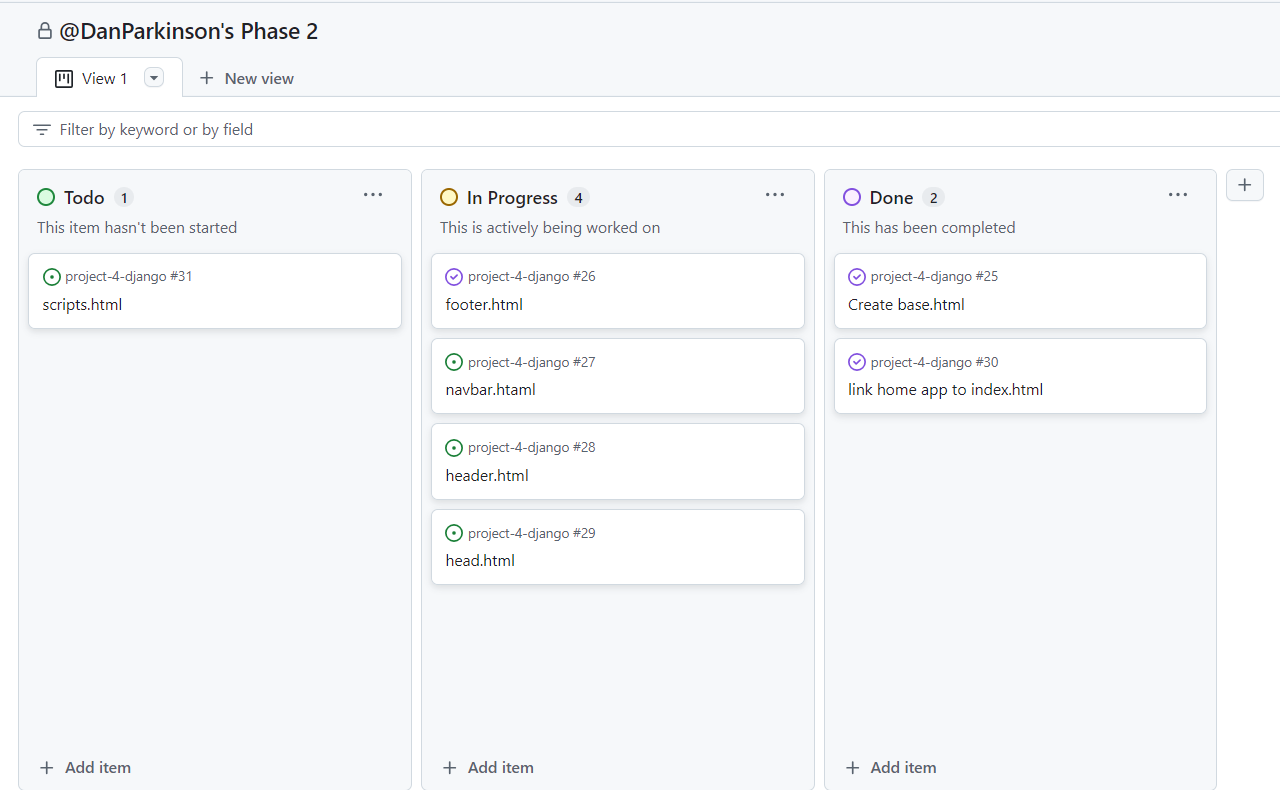 @DanParkinson's Phase 2
View 1
New view
Filter by keyword or by field
Todo 1
This item hasn't been started
project-4-django #31
scripts.html
Add item
In Progress 4
This is actively being worked on
project-4-django #26
footer.html
project-4-django #27
navbar.htaml
project-4-django #28
header.html
project-4-django #29
head.html
Add item
Done 2
This has been completed
project-4-django #25
Create base.html
project-4-django #30
link home app to index.html
Add item